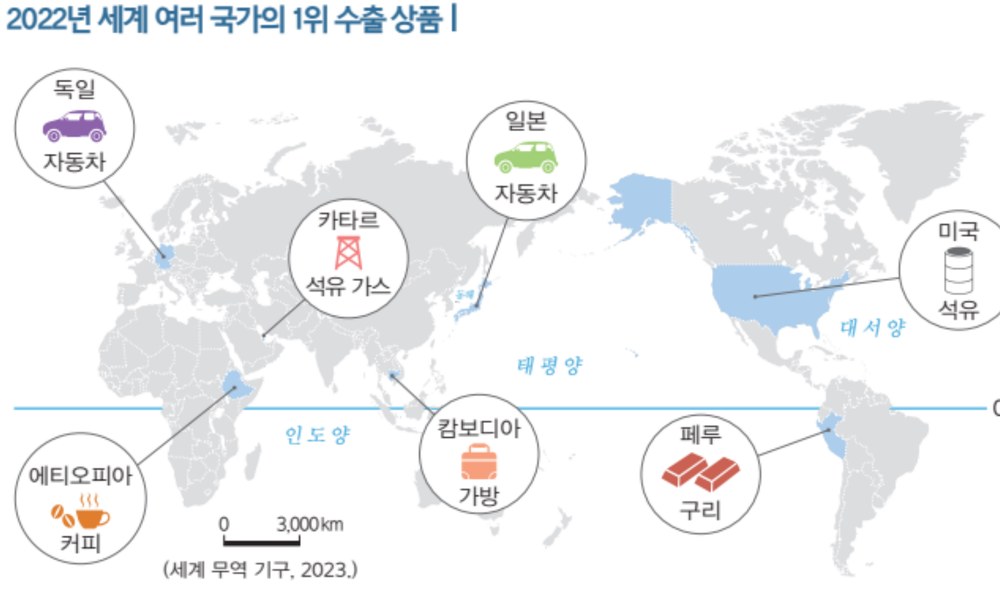 2022년 세계 여러 국가의 1위 수출 상품
독일
자동차
일본
자동차
카타르
석유 가스
미국
석유
동해
대서양
태평양
인도양
에티오피아
커피
캄보디아
가방
페루
구리
0 3,000km
(세계 무역 기구, 2023.)